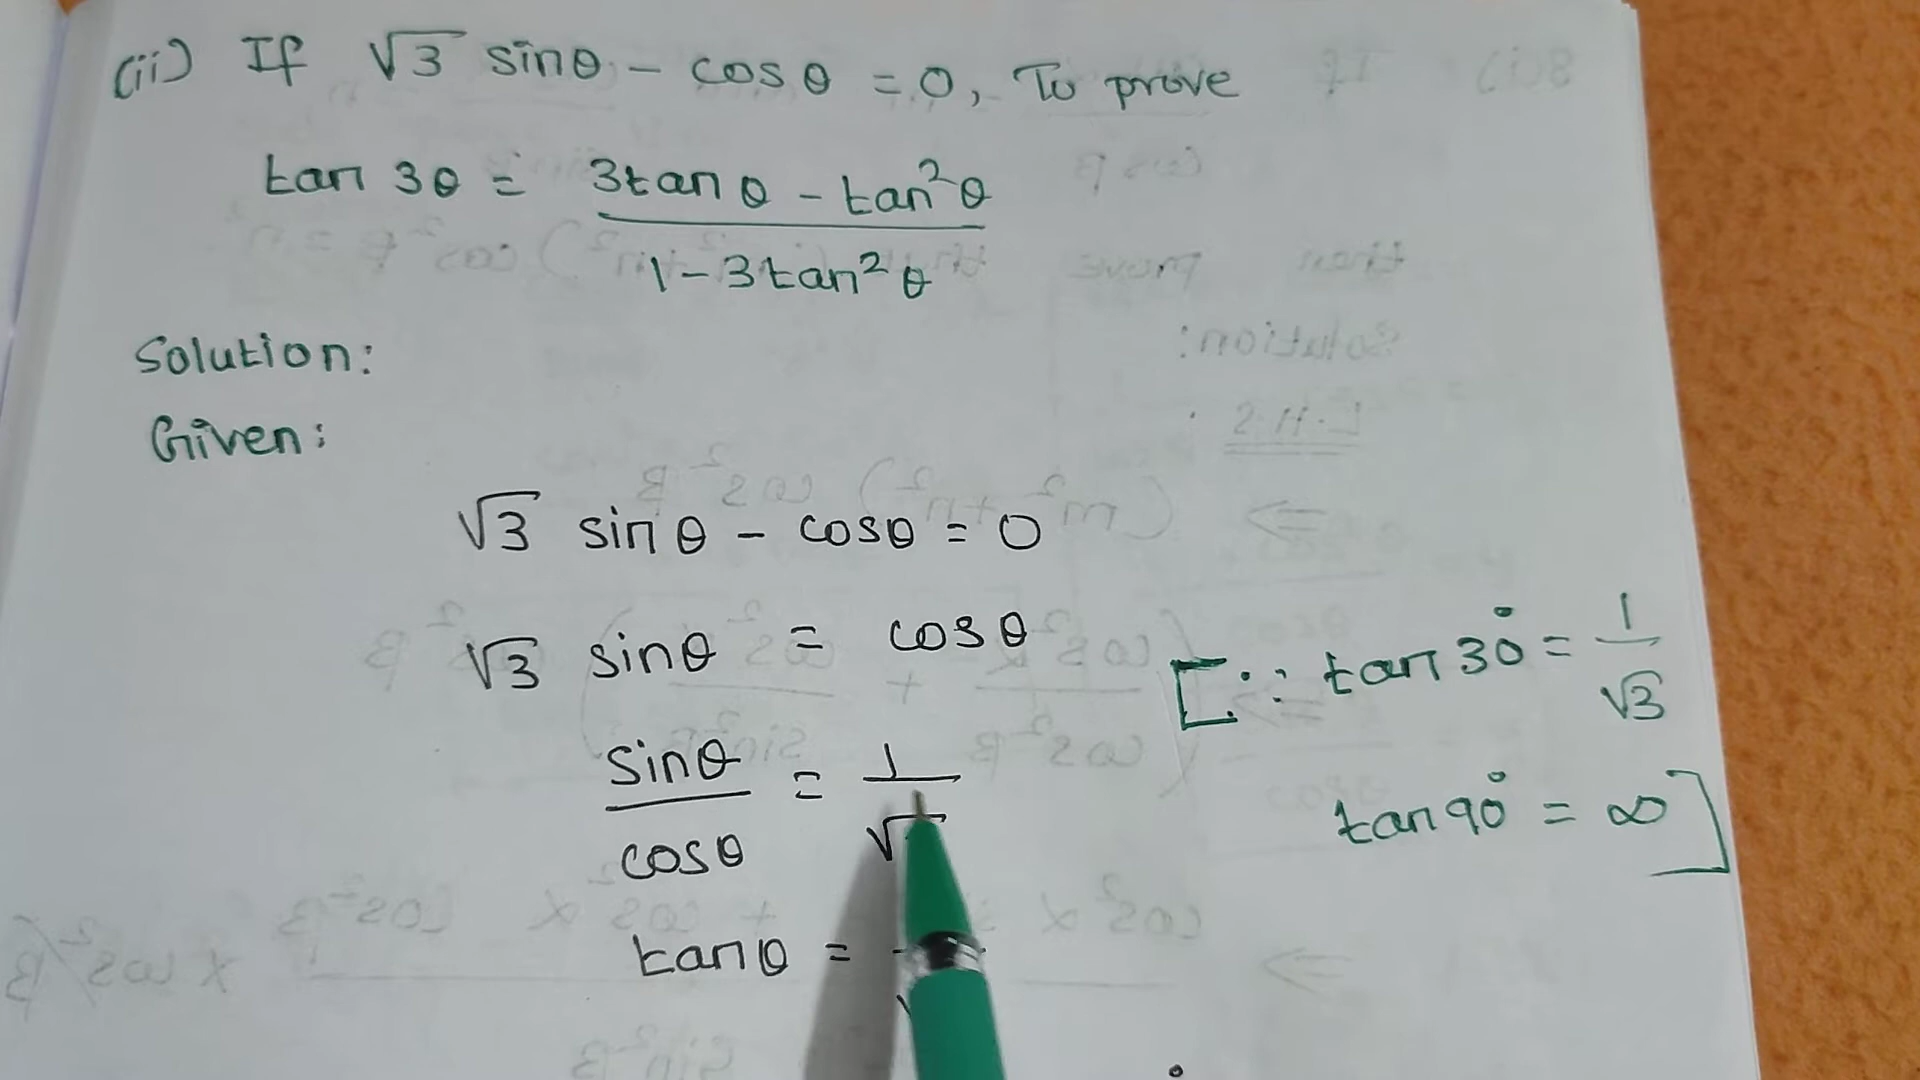 (ii) If √3 sinθ - cosθ = 0, To prove
tan 3θ = 3tanθ - tan²θ
1 - 3tan²θ
Solution:
Given:
√3 sinθ - cosθ = 0
√3 sinθ = cosθ
sinθ = 1
cosθ √
tanθ =
[∵ tan 30° = 1
√3
tan 90° = ∞]